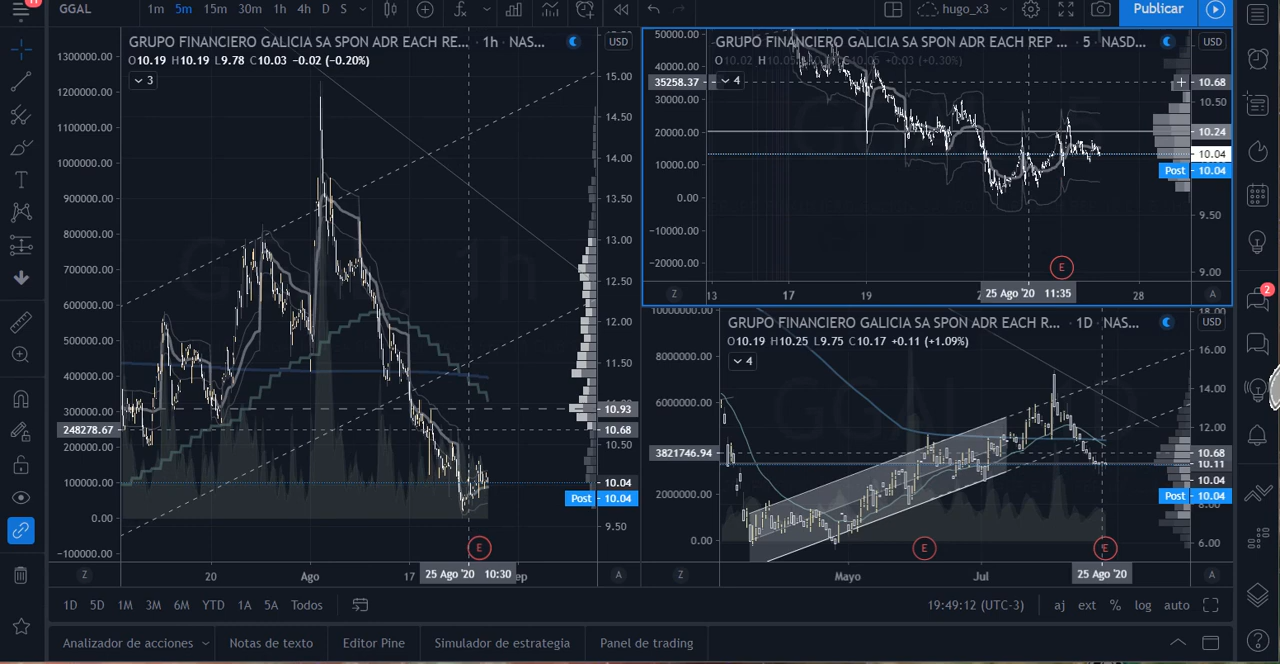 11
GGAL
1m 5m 15m 30m 1h 4h D S
hugo_x3
Publicar
GRUPO FINANCIERO GALICIA SA SPON ADR EACH RE... · 1h · NAS...
USD
O10.19 H10.19 L9.78 C10.03 −0.02 (−0.20%)
3
1300000.00
1200000.00
1100000.00
1000000.00
900000.00
800000.00
700000.00
600000.00
500000.00
400000.00
300000.00
248278.67
200000.00
100000.00
0.00
−100000.00
15.00
14.50
14.00
13.50
13.00
12.50
12.00
11.50
10.93
10.68
10.50
10.04
Post 10.04
9.50
E
Z
20
Ago
17
25 Ago '20 10:30
ep
A
GRUPO FINANCIERO GALICIA SA SPON ADR EACH REP ... · 5 · NASD...
USD
4
50000.00
35258.37
30000.00
20000.00
10000.00
0.00
−10000.00
−20000.00
10.68
10.50
10.24
10.04
Post 10.04
9.50
9.00
E
Z
13
17
19
25 Ago '20 11:35
28
A
GRUPO FINANCIERO GALICIA SA SPON ADR EACH R... · 1D · NAS...
USD
O10.19 H10.25 L9.75 C10.17 +0.11 (+1.09%)
4
8000000.00
6000000.00
3821746.94
2000000.00
0.00
18.00
16.00
14.00
12.00
10.68
10.11
10.04
Post 10.04
8.00
6.00
E
E
Z
Mayo
Jul
25 Ago '20
A
2
1D 5D 1M 3M 6M YTD 1A 5A Todos
19:49:12 (UTC-3)
aj ext % log auto
Analizador de acciones
Notas de texto
Editor Pine
Simulador de estrategia
Panel de trading